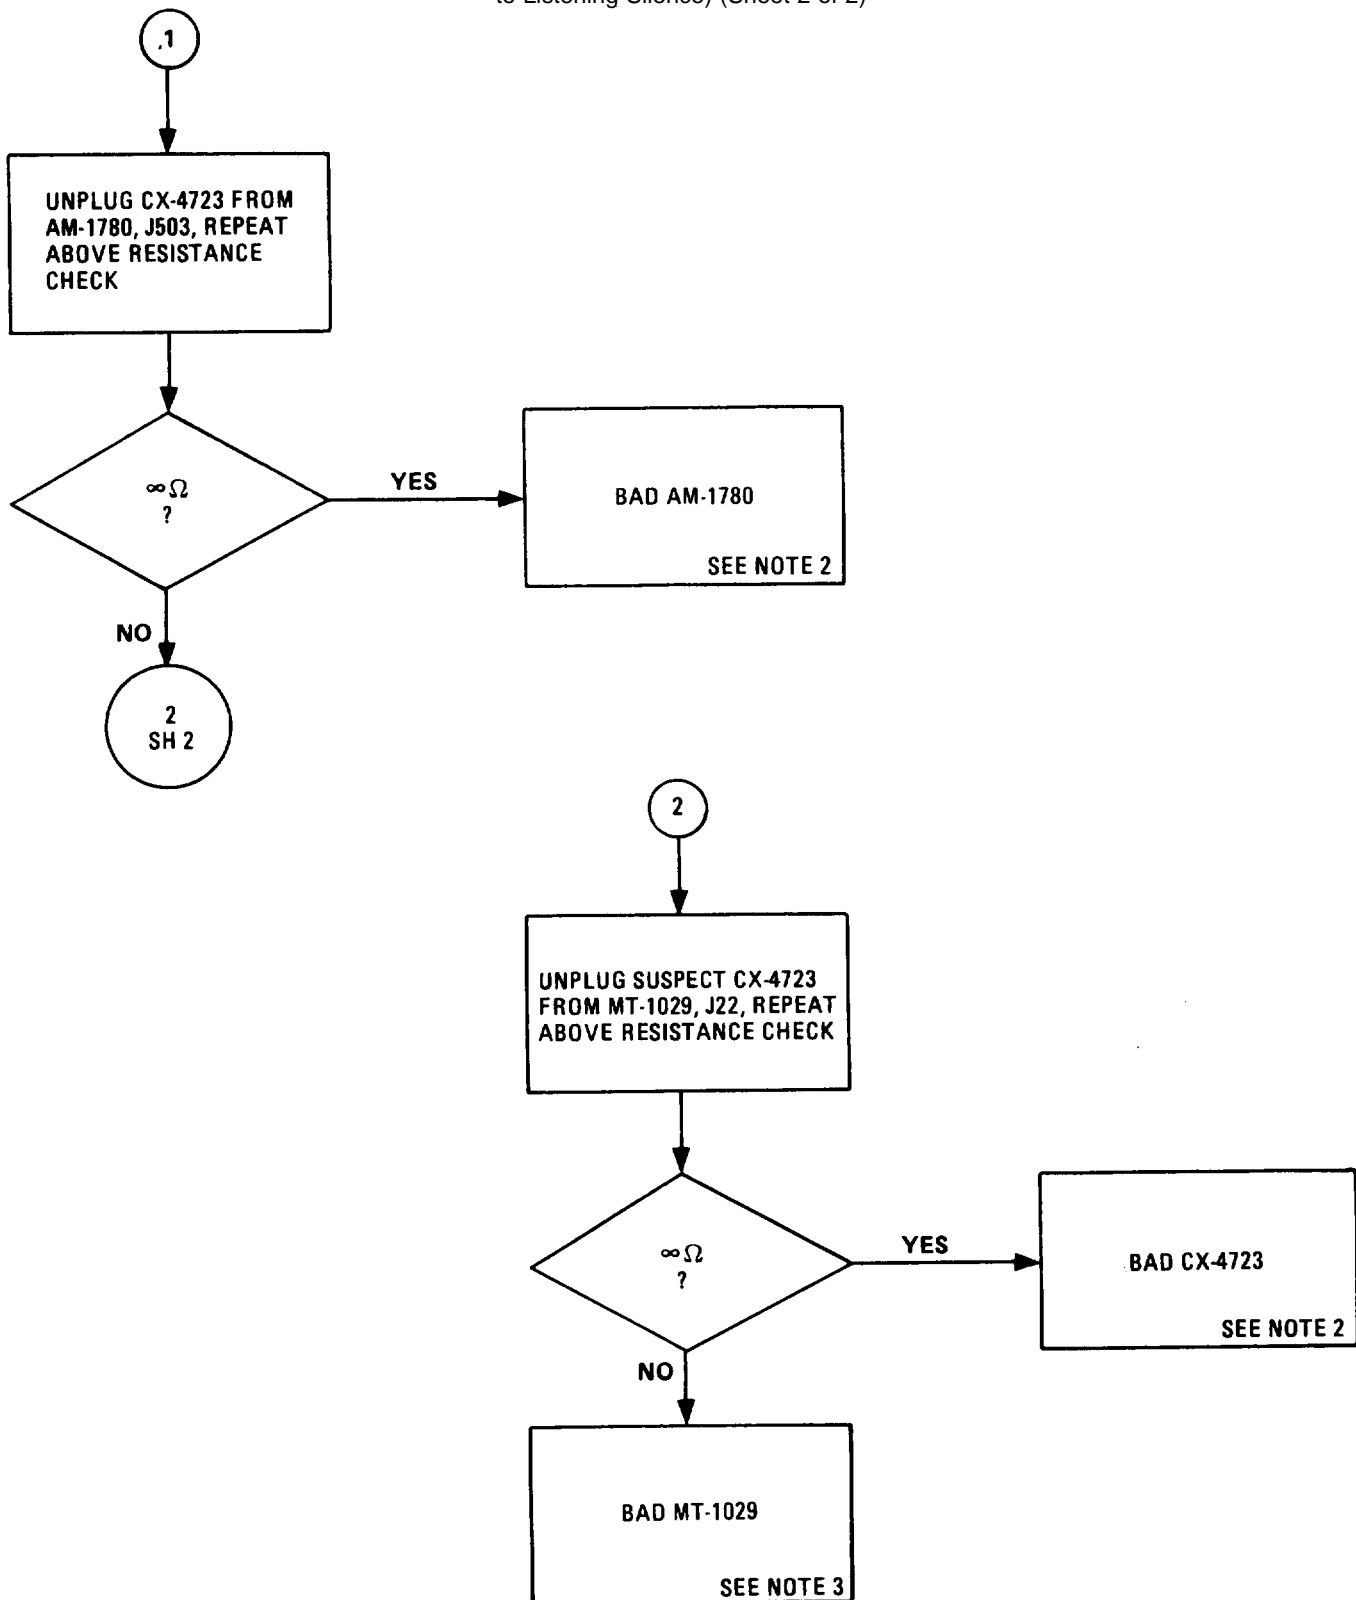 to Listening Silence) (Sheet 2 of 2)
.1
UNPLUG CX-4723 FROM
AM-1780, J503, REPEAT
ABOVE RESISTANCE
CHECK
∞ Ω
?
YES
BAD AM-1780
SEE NOTE 2
NO
2
SH 2
2
UNPLUG SUSPECT CX-4723
FROM MT-1029, J22, REPEAT
ABOVE RESISTANCE CHECK
∞ Ω
?
YES
BAD CX-4723
SEE NOTE 2
NO
BAD MT-1029
SEE NOTE 3